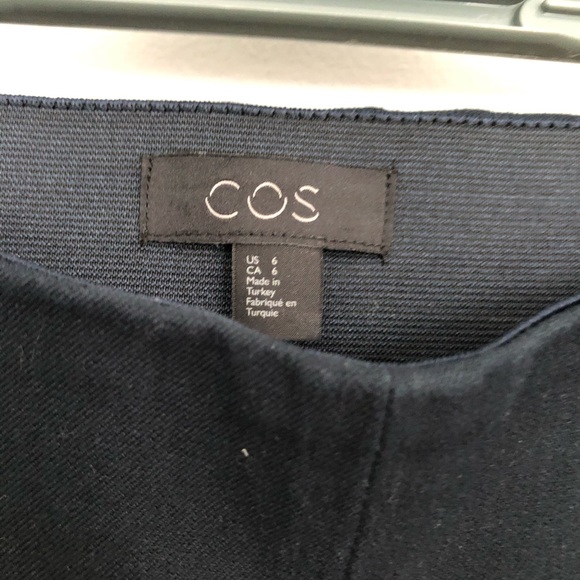 COS
US 6
CA 6
Made in
Turkey
Fabriqué en
Turquie